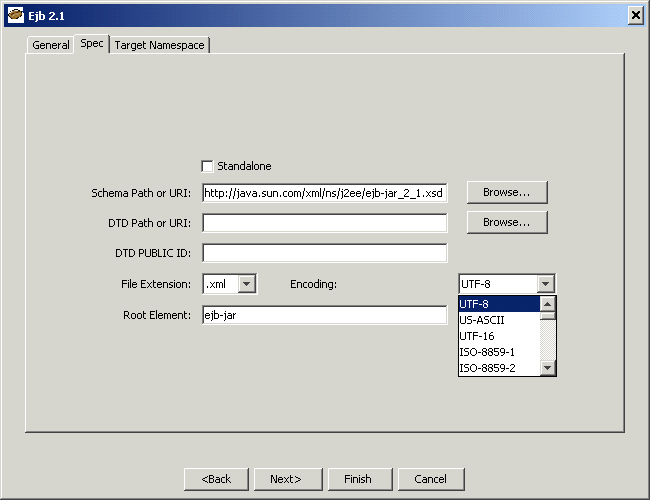 Ejb 2.1
General Spec Target Namespace
Standalone
Schema Path or URI: http://java.sun.com/xml/ns/j2ee/ejb-jar_2_1.xsd Browse...
DTD Path or URI: Browse...
DTD PUBLIC ID:
File Extension: .xml Encoding: UTF-8
UTF-8
Root Element: ejb-jar US-ASCII
UTF-16
ISO-8859-1
ISO-8859-2
<Back Next> Finish Cancel